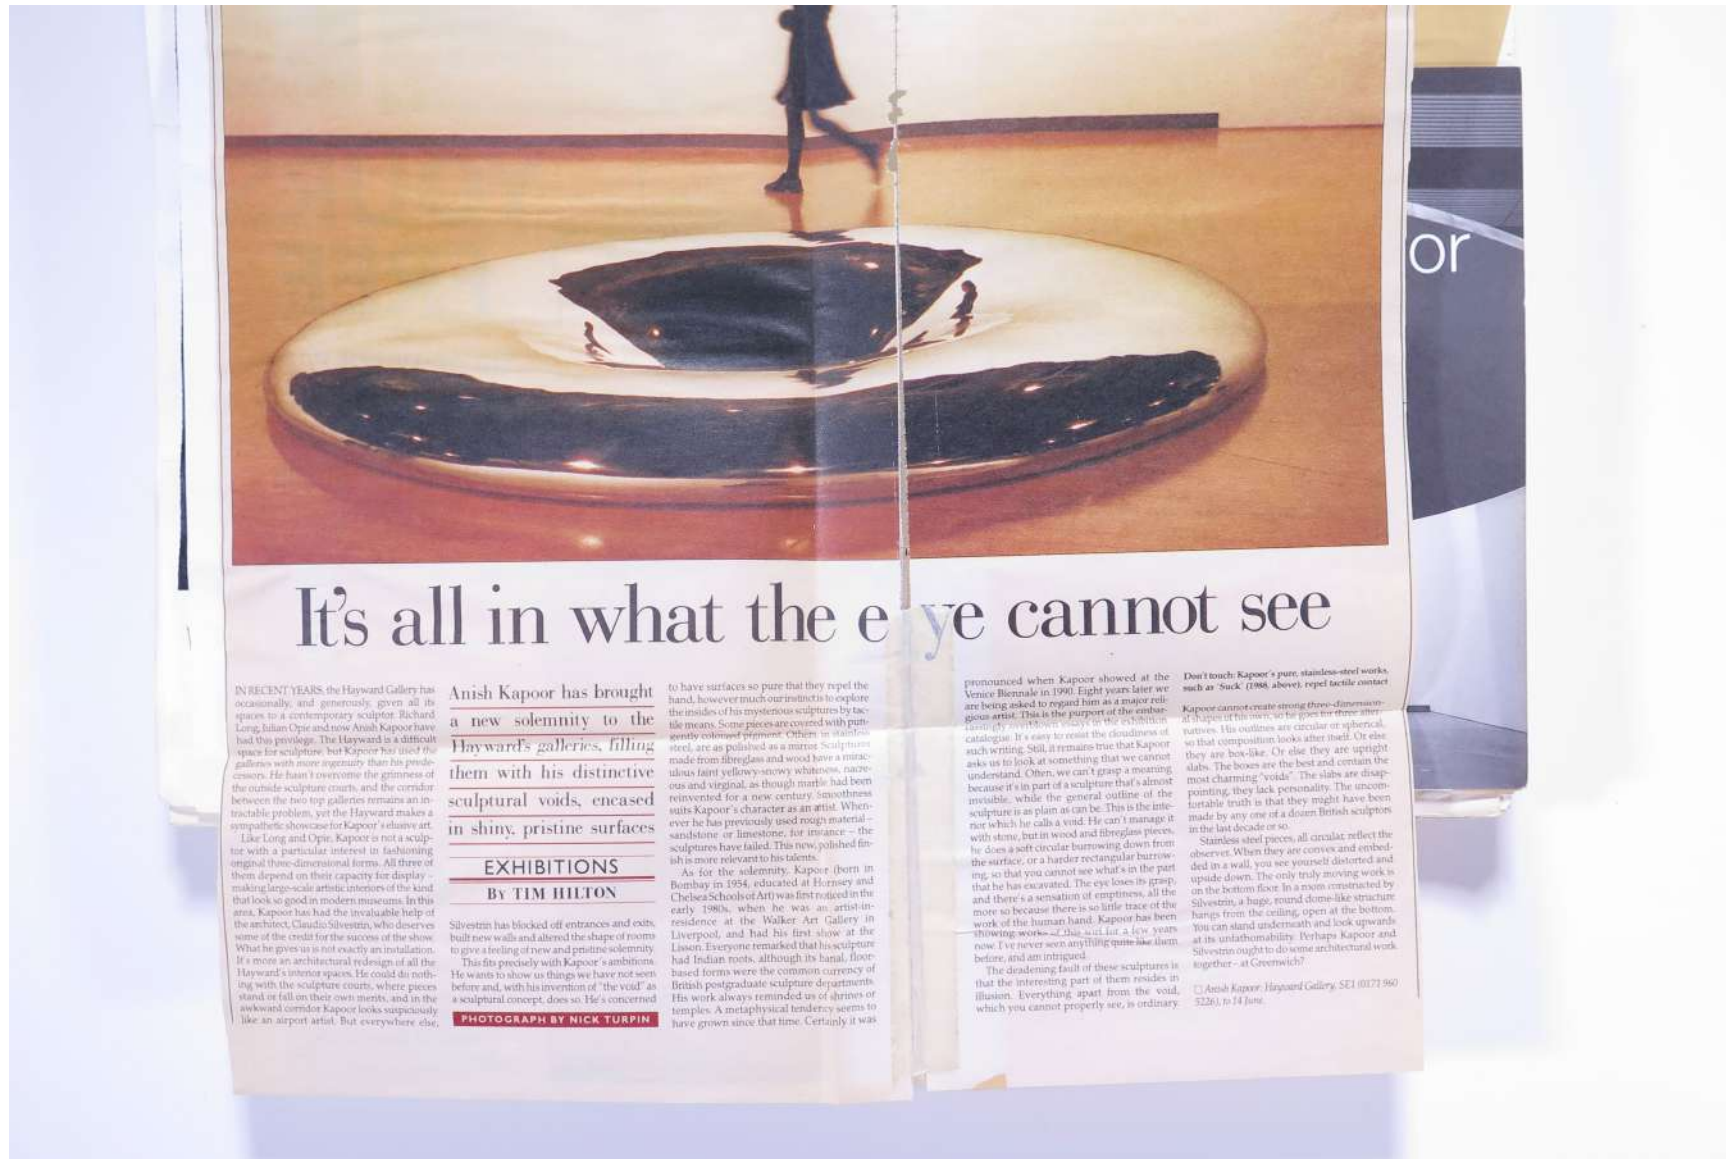 or
It's all in what the eye cannot see
IN RECENT YEARS, the Hayward Gallery has
occasionally, and generously, given all its
spaces to a contemporary sculptor. Richard
Long, Julian Opie and now Anish Kapoor have
had this privilege. The Hayward is a difficult
space for sculpture, but Kapoor has used the
galleries with more ingenuity than his prede-
cessors. He hasn't overcome the grimness of
the outside sculpture courts, and the corridor
between the two top galleries remains an in-
tractable problem, yet the Hayward makes a
sympathetic showcase for Kapoor's elusive art.
Like Long and Opie, Kapoor is not a sculp-
tor with a particular interest in fashioning
original three-dimensional forms. All three of
them depend on their capacity for display –
making large-scale artistic interiors of the kind
that look so good in modern museums. In this
area, Kapoor has had the invaluable help of
the architect, Claudio Silvestrin, who deserves
some of the credit for the success of the show.
What he gives us is not exactly an installation.
It's more an architectural redesign of all the
Hayward's interior spaces. He could do noth-
ing with the sculpture courts, where pieces
stand or fall on their own merits, and in the
awkward corridor Kapoor looks suspiciously
like an airport artist. But everywhere else,
Anish Kapoor has brought
a new solemnity to the
Hayward's galleries, filling
them with his distinctive
sculptural voids, encased
in shiny, pristine surfaces
EXHIBITIONS
BY TIM HILTON
Silvestrin has blocked off entrances and exits,
built new walls and altered the shape of rooms
to give a feeling of new and pristine solemnity.
This fits precisely with Kapoor's ambitions.
He wants to show us things we have not seen
before and, with his invention of "the void" as
a sculptural concept, does so. He's concerned
PHOTOGRAPH BY NICK TURPIN
to have surfaces so pure that they repel the
hand, however much our instinct is to explore
the insides of his mysterious sculptures by tac-
tile means. Some pieces are covered with pun-
gently coloured pigment. Others, in stainless
steel, are as polished as a mirror. Sculptures
made from fibreglass and wood have a mirac-
ulous faint yellowy-snowy whiteness, nacre-
ous and virginal, as though marble had been
reinvented for a new century. Smoothness
suits Kapoor's character as an artist. When-
ever he has previously used rough material –
sandstone or limestone, for instance – the
sculptures have failed. This new, polished fin-
ish is more relevant to his talents.
As for the solemnity, Kapoor (born in
Bombay in 1954, educated at Hornsey and
Chelsea Schools of Art) was first noticed in the
early 1980s, when he was an artist-in-
residence at the Walker Art Gallery in
Liverpool, and had his first show at the
Lisson. Everyone remarked that his sculpture
had Indian roots, although its banal, floor-
based forms were the common currency of
British postgraduate sculpture departments.
His work always reminded us of shrines or
temples. A metaphysical tendency seems to
have grown since that time. Certainly it was
pronounced when Kapoor showed at the
Venice Biennale in 1990. Eight years later we
are being asked to regard him as a major reli-
gious artist. This is the purport of the embar-
essays in the exhibition
catalogue. It's easy to resist the cloudiness of
such writing. Still, it remains true that Kapoor
asks us to look at something that we cannot
understand. Often, we can't grasp a meaning
because it's in part of a sculpture that's almost
invisible, while the general outline of the
sculpture is as plain as can be. This is the inte-
rior which he calls a void. He can't manage it
with stone, but in wood and fibreglass pieces,
he does a soft circular burrowing down from
the surface, or a harder rectangular burrow-
ing, so that you cannot see what's in the part
that he has excavated. The eye loses its grasp,
and there's a sensation of emptiness, all the
more so because there is so little trace of the
work of the human hand. Kapoor has been
showing works of this sort for a few years
now. I've never seen anything quite like them
before, and am intrigued.
The deadening fault of these sculptures is
that the interesting part of them resides in
illusion. Everything apart from the void,
which you cannot properly see, is ordinary.
Don't touch: Kapoor's pure, stainless-steel works,
such as 'Suck' (1988, above), repel tactile contact
Kapoor cannot create strong three-dimension-
al shapes of his own, so he goes for three alter-
natives. His outlines are circular or spherical,
so that composition looks after itself. Or else
they are box-like. Or else they are upright
slabs. The boxes are the best and contain the
most charming "voids". The slabs are disap-
pointing, they lack personality. The uncom-
fortable truth is that they might have been
made by any one of a dozen British sculptors
in the last decade or so.
Stainless steel pieces, all circular, reflect the
observer. When they are convex and embed-
ded in a wall, you see yourself distorted and
upside down. The only truly moving work is
on the bottom floor. In a room constructed by
Silvestrin, a huge, round dome-like structure
hangs from the ceiling, open at the bottom.
You can stand underneath and look upwards
at its unfathomability. Perhaps Kapoor and
Silvestrin ought to do some architectural work
together – at Greenwich?
Anish Kapoor: Hayward Gallery, SE1 (0171 960
5226), to 14 June.